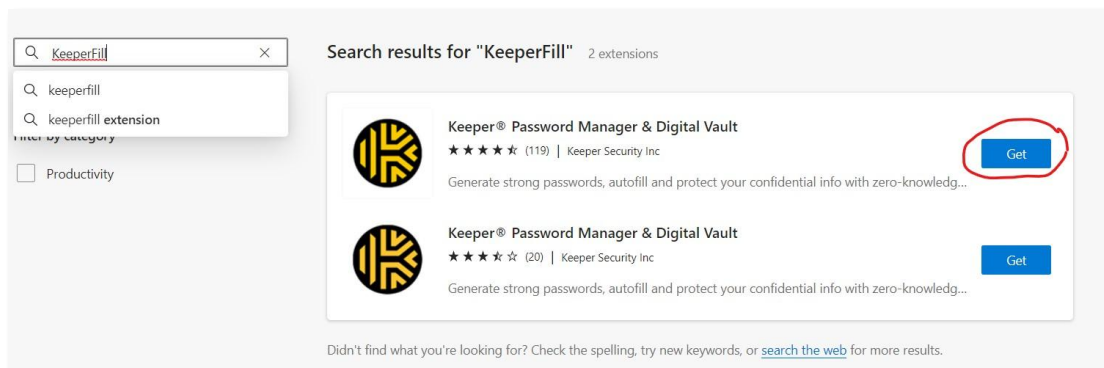 KeeperFill
keeperfill
keeperfill extension
Filter by category
Productivity
Search results for "KeeperFill" 2 extensions
Keeper® Password Manager & Digital Vault
(119) | Keeper Security Inc
Generate strong passwords, autofill and protect your confidential info with zero-knowledg...
Get
Keeper® Password Manager & Digital Vault
(20) | Keeper Security Inc
Generate strong passwords, autofill and protect your confidential info with zero-knowledg...
Get
Didn't find what you're looking for? Check the spelling, try new keywords, or search the web for more results.